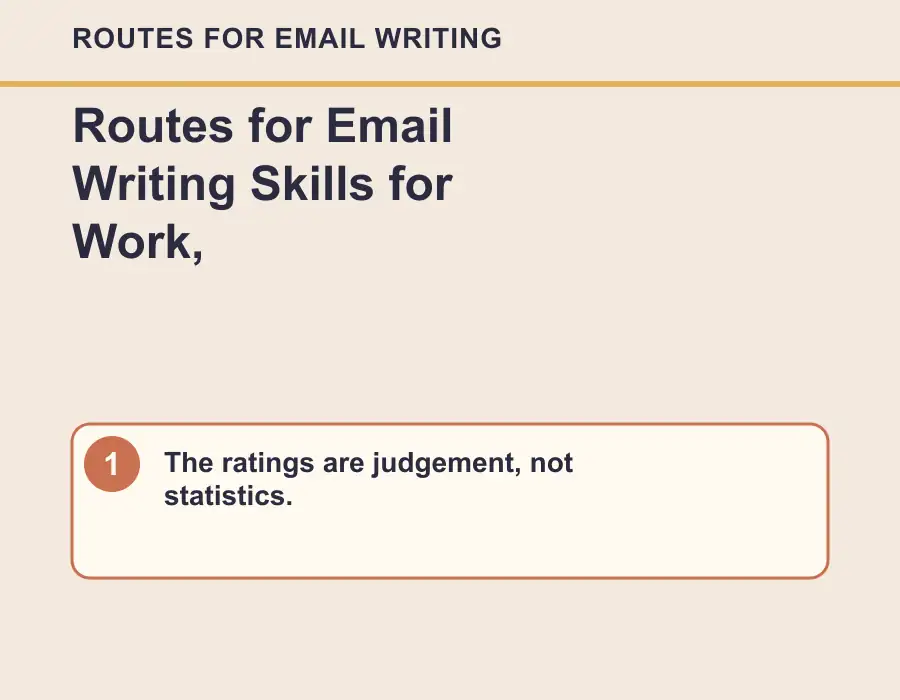 ROUTES FOR EMAIL WRITING
Routes for Email
Writing Skills for
Work,
1
The ratings are judgement, not
statistics.